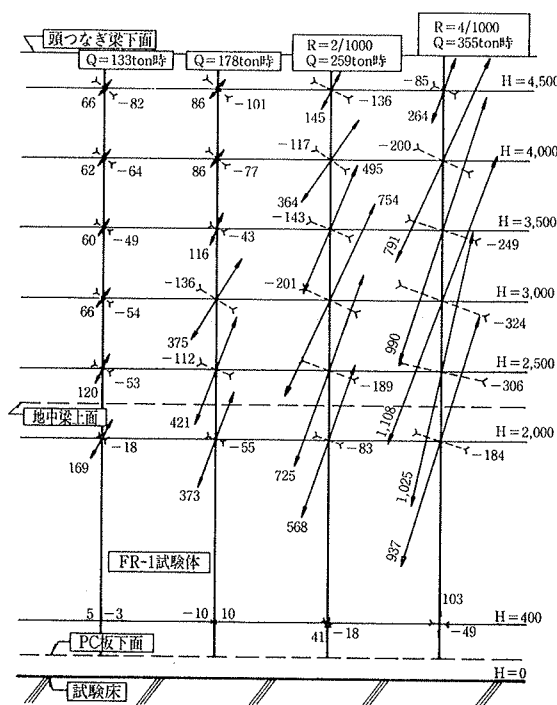 頭つなぎ梁下面
Q=133ton時
Q=178ton時
R=2/1000
Q=259ton時
R=4/1000
Q=355ton時
H=4,500
66 −82 86 −101 145 −136 −85 264
H=4,000
62 −64 86 −77 −117 364 −200 791
H=3,500
60 −49 116 −43 −143 495 −249 990
H=3,000
66 −54 −136 375 −201 754 −324 1,108
H=2,500
120 −53 −112 421 −189 725 −306 1,025
地中梁上面
H=2,000
169 −18 373 −55 568 −83 937 −184
FR-1試験体
H=400
5 −3 −10 10 41 −18 103 −49
PC板下面
H=0
試験床